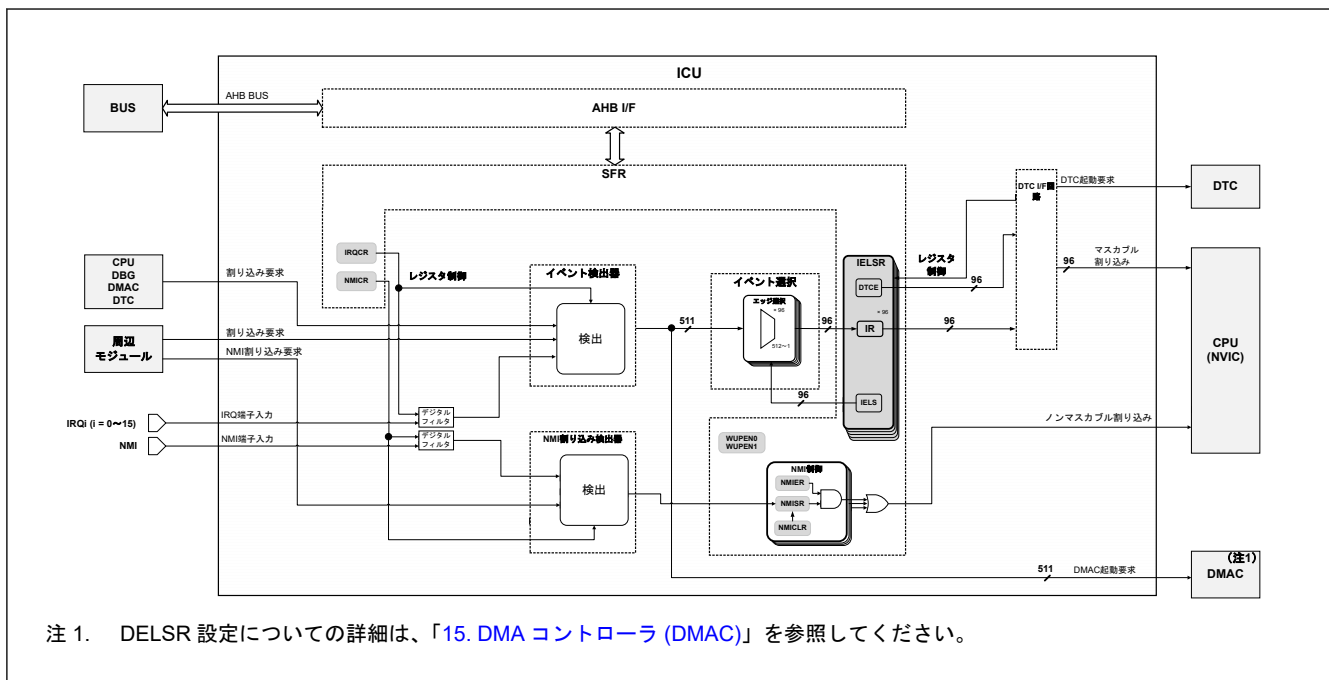 ICU
BUS
AHB BUS
AHB I/F
SFR
DTC I/F回
路
DTC起動要求
DTC
IRQCR
NMICR
レジスタ制御
CPU
DBG
DMAC
DTC
割り込み要求
イベント検出器
検出
511
イベント選択
エッジ選択
= 96
512~1
96
IELSR
DTCE
= 96
IR
IELS
レジスタ
制御
96
96
96
96
マスカブル
割り込み
CPU
(NVIC)
周辺
モジュール
割り込み要求
NMI割り込み要求
IRQi (i = 0~15)
IRQ端子入力
デジタル
フィルタ
NMI
NMI端子入力
デジタル
フィルタ
NMI割り込み検出器
検出
WUPEN0
WUPEN1
NMI制御
NMIER
NMISR
NMICLR
ノンマスカブル割り込み
511
DMAC起動要求
(注1)
DMAC
注 1. DELSR 設定についての詳細は、「15. DMA コントローラ (DMAC)」を参照してください。